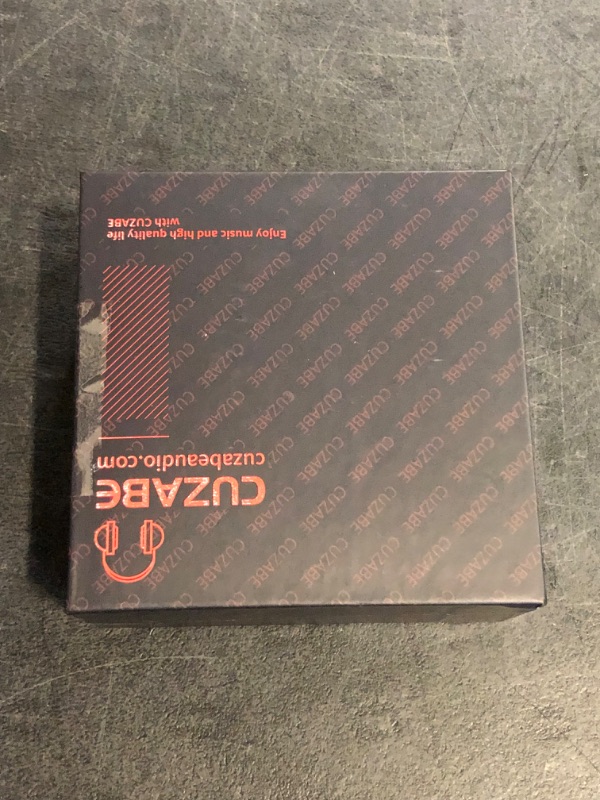 CUZABE
cuzabeaudio.com
Enjoy music and high quality life
with CUZABE